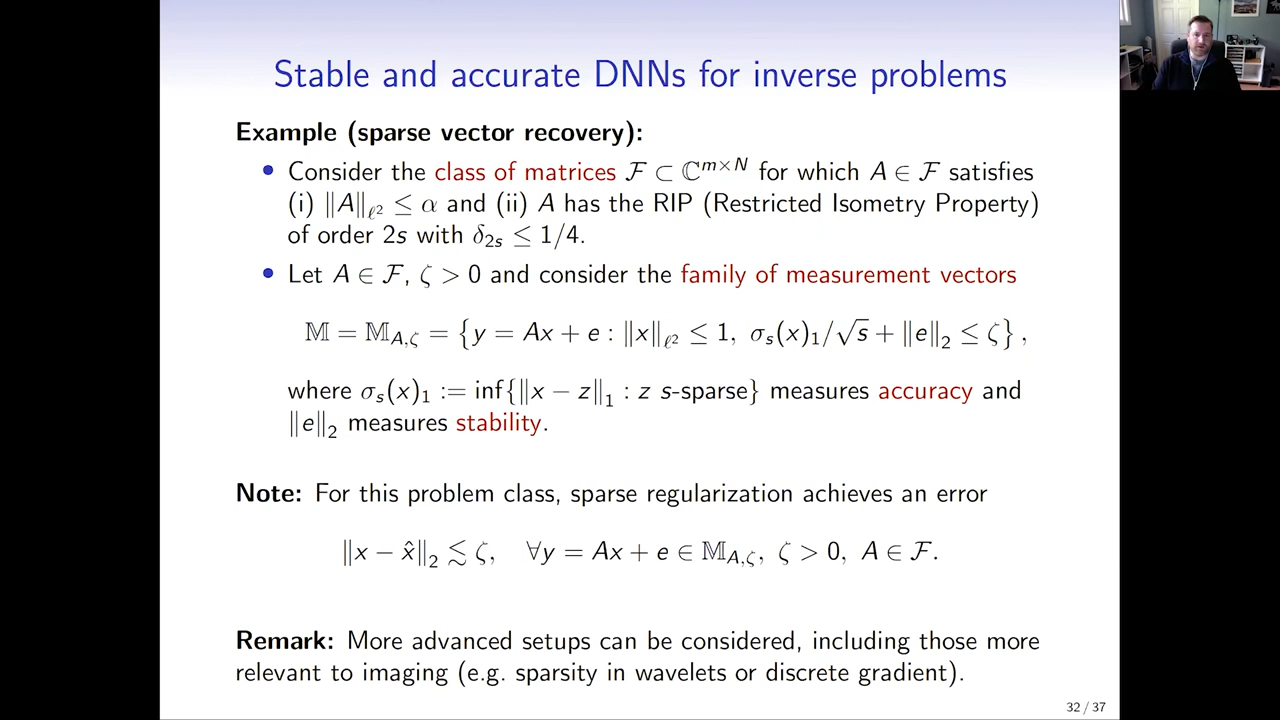 Stable and accurate DNNs for inverse problems
Example (sparse vector recovery):
• Consider the class of matrices ℱ ⊂ ℂ^{m×N} for which A ∈ ℱ satisfies
(i) ‖A‖_{ℓ²} ≤ α and (ii) A has the RIP (Restricted Isometry Property)
of order 2s with δ_{2s} ≤ 1/4.
• Let A ∈ ℱ, ζ > 0 and consider the family of measurement vectors
𝕄 = 𝕄_{A,ζ} = {y = Ax + e : ‖x‖_{ℓ²} ≤ 1, σ_s(x)_1/√s + ‖e‖_2 ≤ ζ},
where σ_s(x)_1 := inf{‖x − z‖_1 : z s-sparse} measures accuracy and
‖e‖_2 measures stability.
Note: For this problem class, sparse regularization achieves an error
‖x − x̂‖_2 ≲ ζ, ∀y = Ax + e ∈ 𝕄_{A,ζ}, ζ > 0, A ∈ ℱ.
Remark: More advanced setups can be considered, including those more
relevant to imaging (e.g. sparsity in wavelets or discrete gradient).
32 / 37